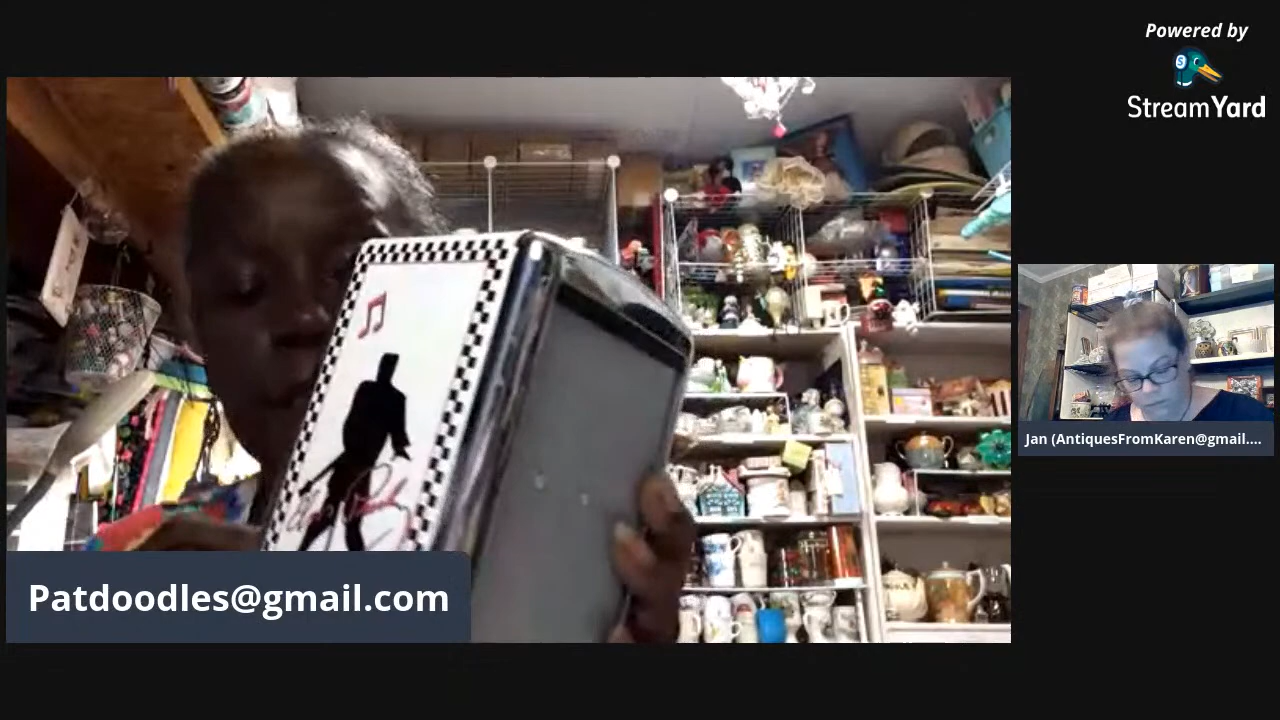 Powered by
StreamYard
Patdoodles@gmail.com
Jan (AntiquesFromKaren@gmail....